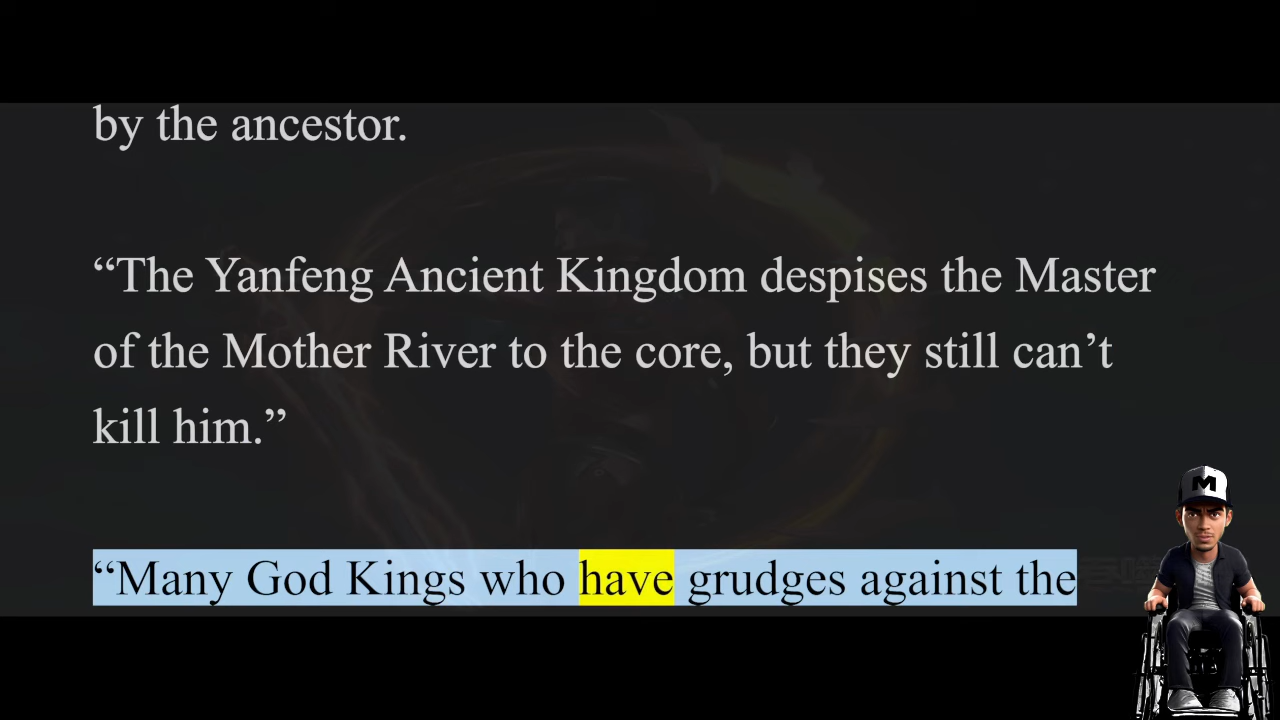 by the ancestor.
“The Yanfeng Ancient Kingdom despises the Master
of the Mother River to the core, but they still can’t
kill him.”
“Many God Kings who have grudges against the
M